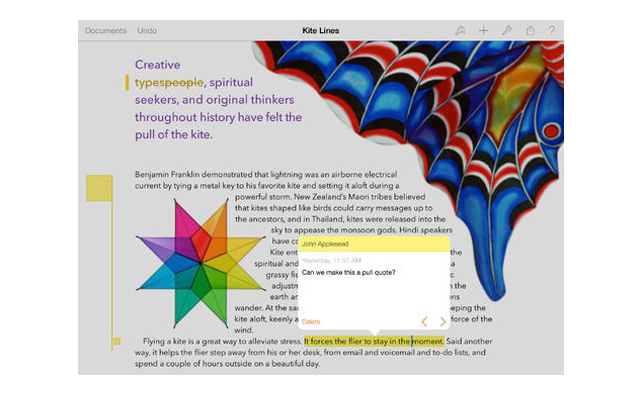 Documents Undo Kite Lines ?
Creative
typespeople, spiritual
seekers, and original thinkers
throughout history have felt the
pull of the kite.
Benjamin Franklin demonstrated that lightning was an airborne electrical
current by tying a metal key to his favorite kite and setting it aloft during a
powerful storm. New Zealand's Maori tribes believed
that kites shaped like birds could carry messages up to
the ancestors, and in Thailand, kites were released into the
sky to appease the monsoon gods. Hindi speakers
have
John Appleseed
Yesterday, 11:57 AM
Can we make this a pull quote?
Delete
Kite the
spiritual and a
grassy
adjustm the
earth
wander. At the
kite aloft, keenly force of the
wind.
Flying a kite is a great way to alleviate stress. It forces the flier to stay in the moment. Said another
way, it helps the flier step away from his or her desk, from email and voicemail and to-do lists, and
spend a couple of hours outside on a beautiful day.